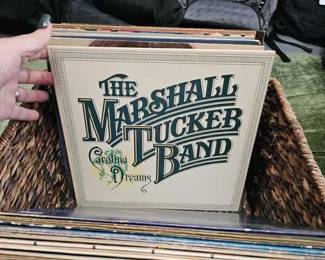 THE
MARSHALL
TUCKER
BAND
Carolina
Dreams